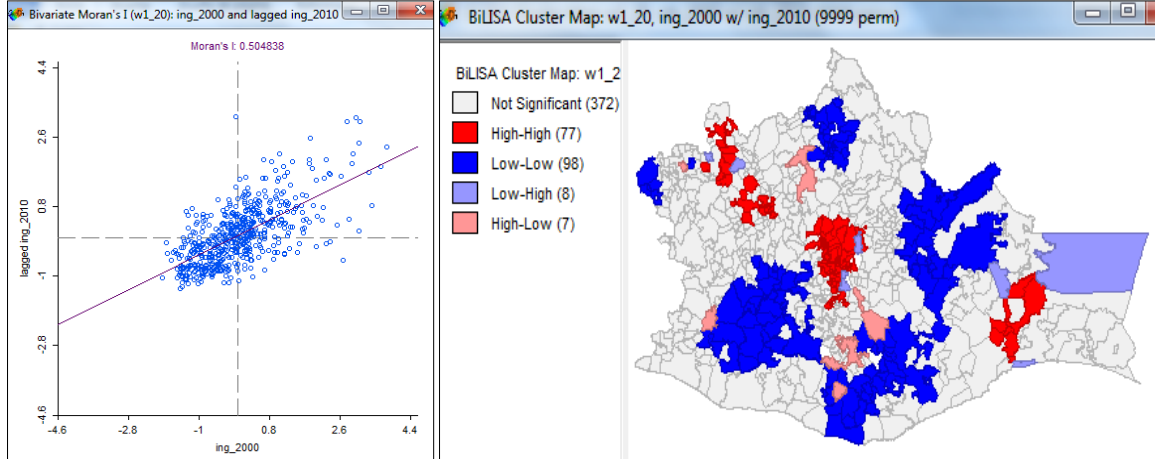 Bivariate Moran's I (w1_20): ing_2000 and lagged ing_2010
Moran's I: 0.504838
4.4
2.6
0.8
-1
-2.8
-4.6
lagged ing_2010
-4.6
-2.8
-1
0.8
2.6
4.4
ing_2000
BiLISA Cluster Map: w1_20, ing_2000 w/ ing_2010 (9999 perm)
BiLISA Cluster Map: w1_2
Not Significant (372)
High-High (77)
Low-Low (98)
Low-High (8)
High-Low (7)